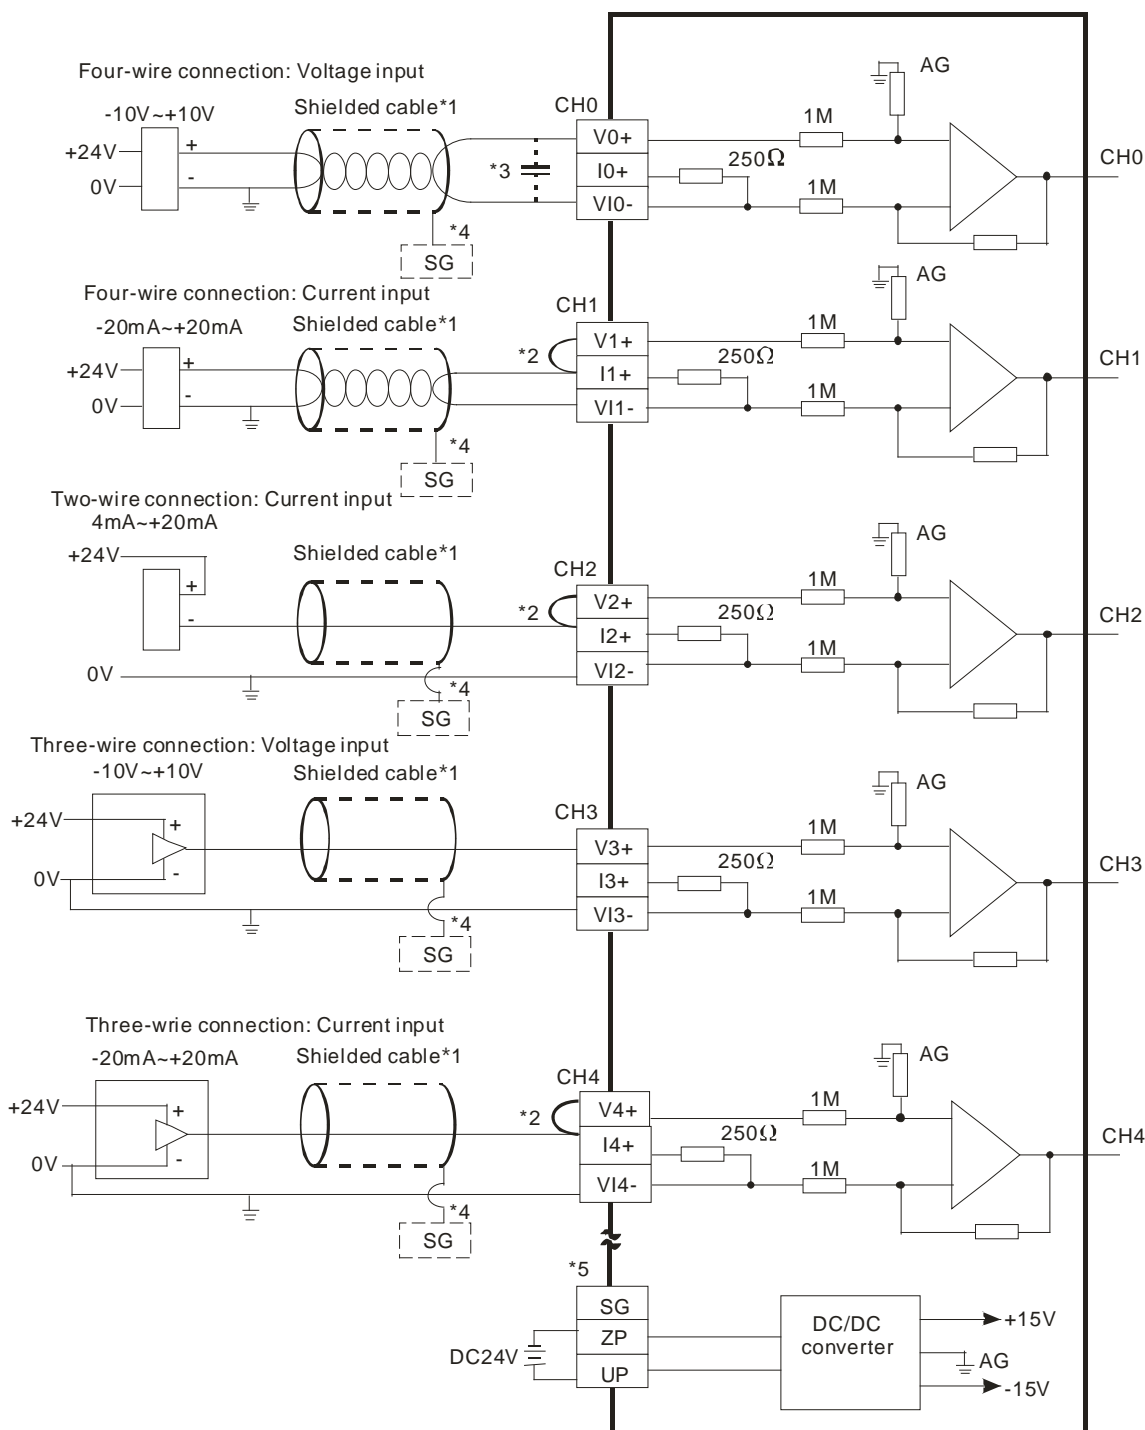 Four-wire connection: Voltage input
-10V~+10V
Shielded cable*1
CH0
AG
+24V
+
0V
-
*3
V0+
I0+
VI0-
250Ω
1M
1M
CH0
*4
SG
Four-wire connection: Current input
-20mA~+20mA
Shielded cable*1
CH1
AG
+24V
+
0V
-
*2
V1+
I1+
VI1-
250Ω
1M
1M
CH1
*4
SG
Two-wire connection: Current input
4mA~+20mA
+24V
Shielded cable*1
CH2
AG
+
-
0V
*2
V2+
I2+
VI2-
250Ω
1M
1M
CH2
*4
SG
Three-wire connection: Voltage input
-10V~+10V
Shielded cable*1
CH3
AG
+24V
+
0V
-
V3+
I3+
VI3-
250Ω
1M
1M
CH3
*4
SG
Three-wrie connection: Current input
-20mA~+20mA
Shielded cable*1
CH4
AG
+24V
+
0V
-
*2
V4+
I4+
VI4-
250Ω
1M
1M
CH4
*4
SG
*5
SG
ZP
UP
DC24V
DC/DC
converter
+15V
AG
-15V